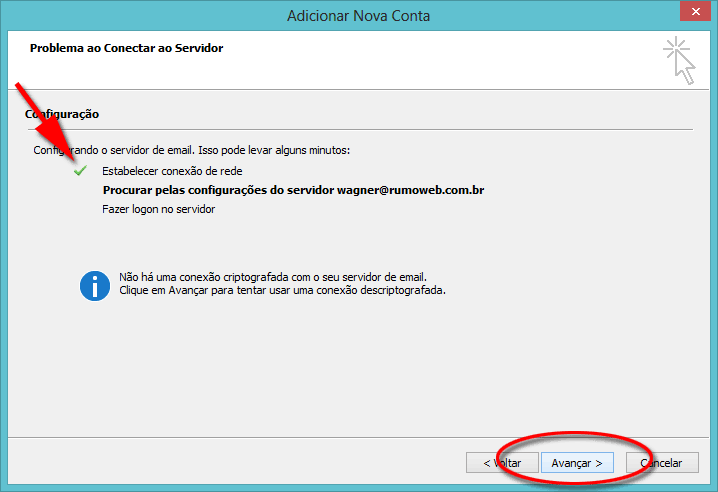 Adicionar Nova Conta
Problema ao Conectar ao Servidor
Configuração
Configurando o servidor de email. Isso pode levar alguns minutos:
Estabelecer conexão de rede
Procurar pelas configurações do servidor wagner@rumoweb.com.br
Fazer logon no servidor
Não há uma conexão criptografada com o seu servidor de email.
Clique em Avançar para tentar usar uma conexão descriptografada.
< Voltar Avançar > Cancelar